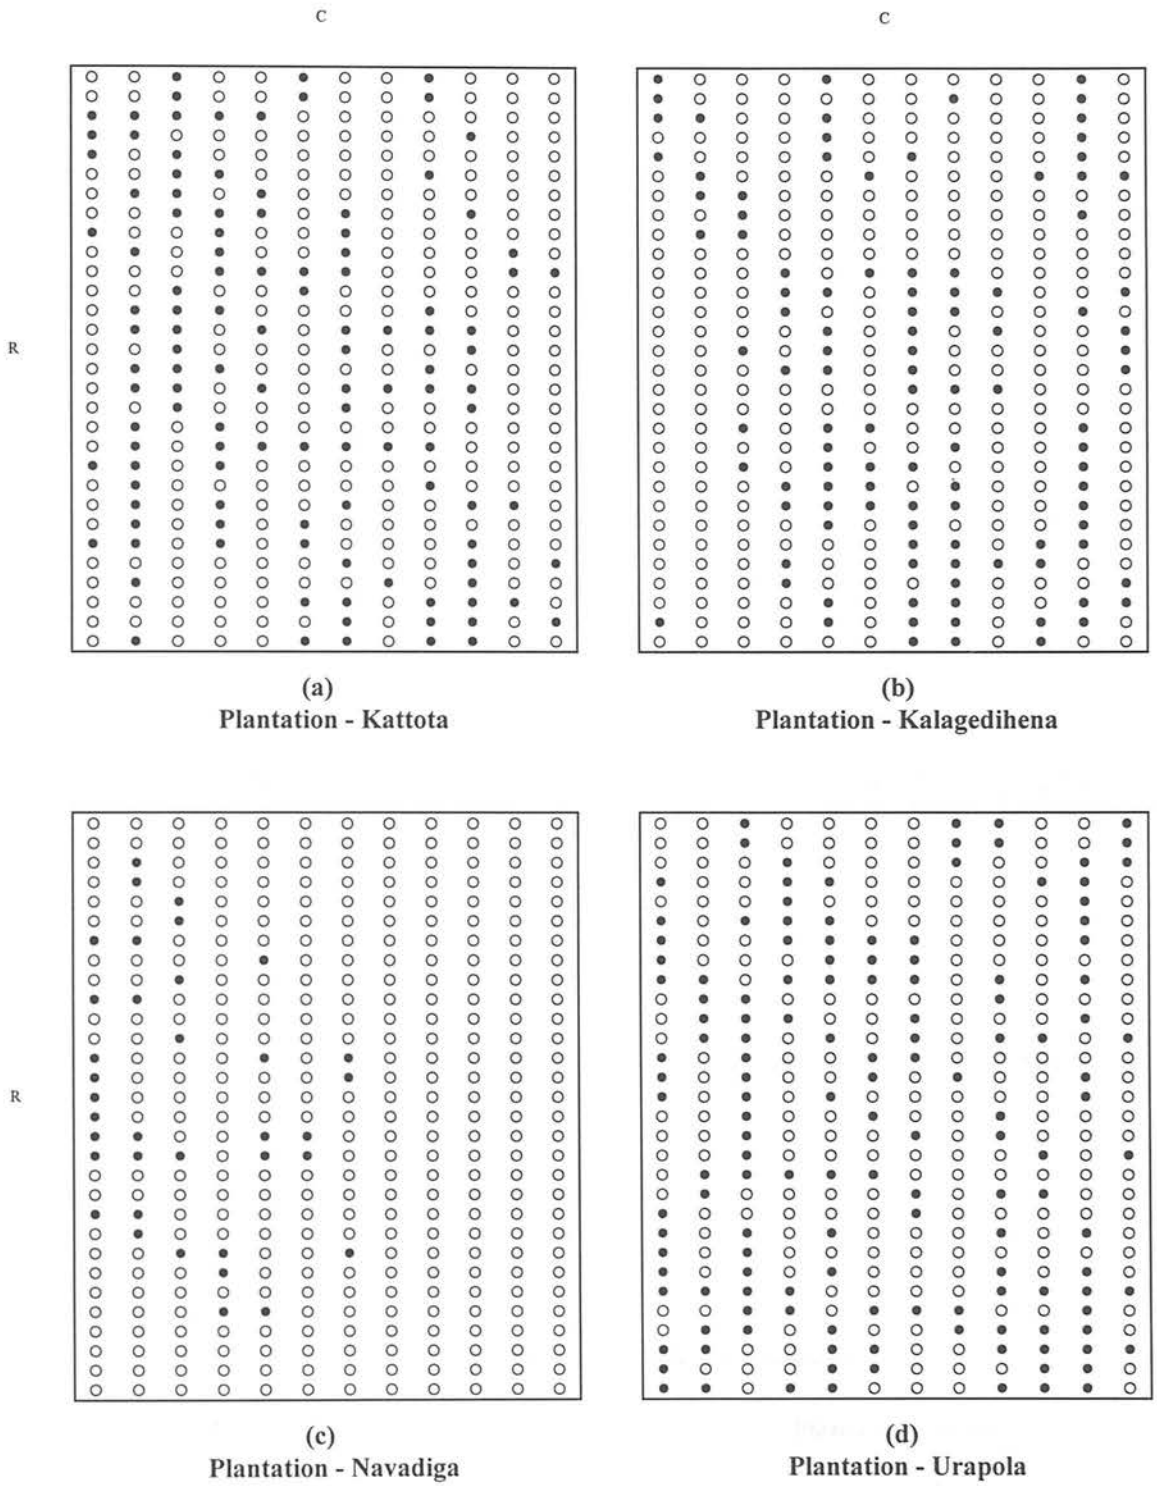 C
C
R
(a)
Plantation - Kattota
(b)
Plantation - Kalagedihena
R
(c)
Plantation - Navadiga
(d)
Plantation - Urapola